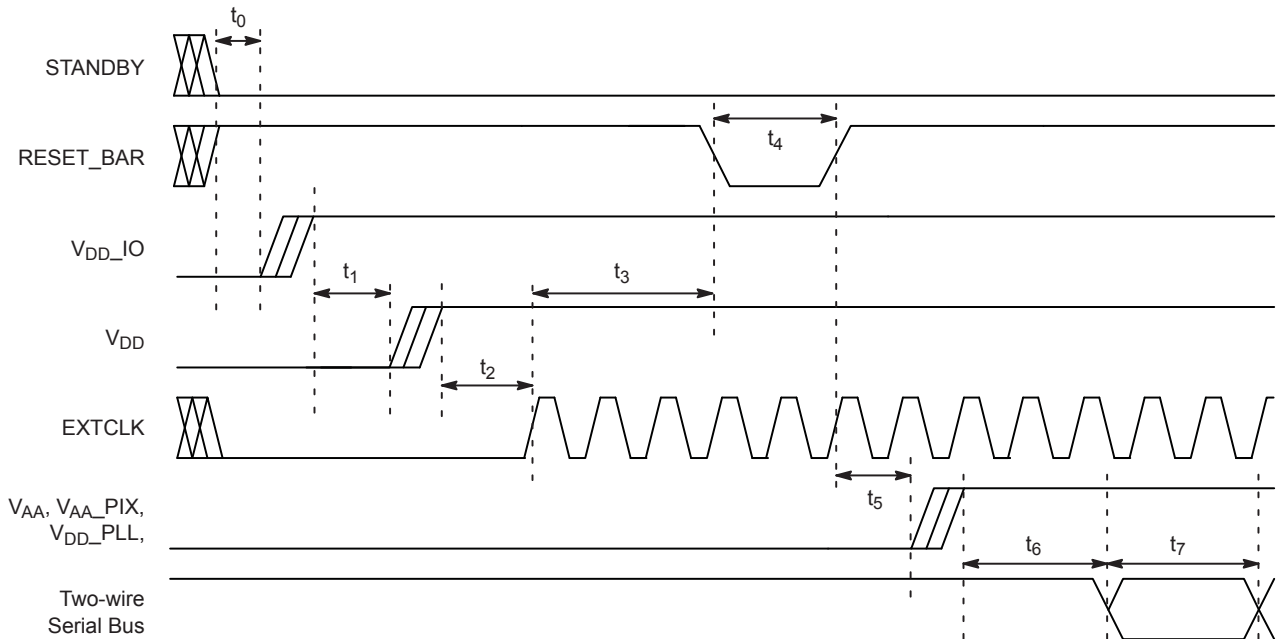 t0
STANDBY
t4
RESET_BAR
VDD_IO
t1
t3
VDD
t2
EXTCLK
t5
VAA, VAA_PIX,
VDD_PLL,
t6
t7
Two-wire
Serial Bus